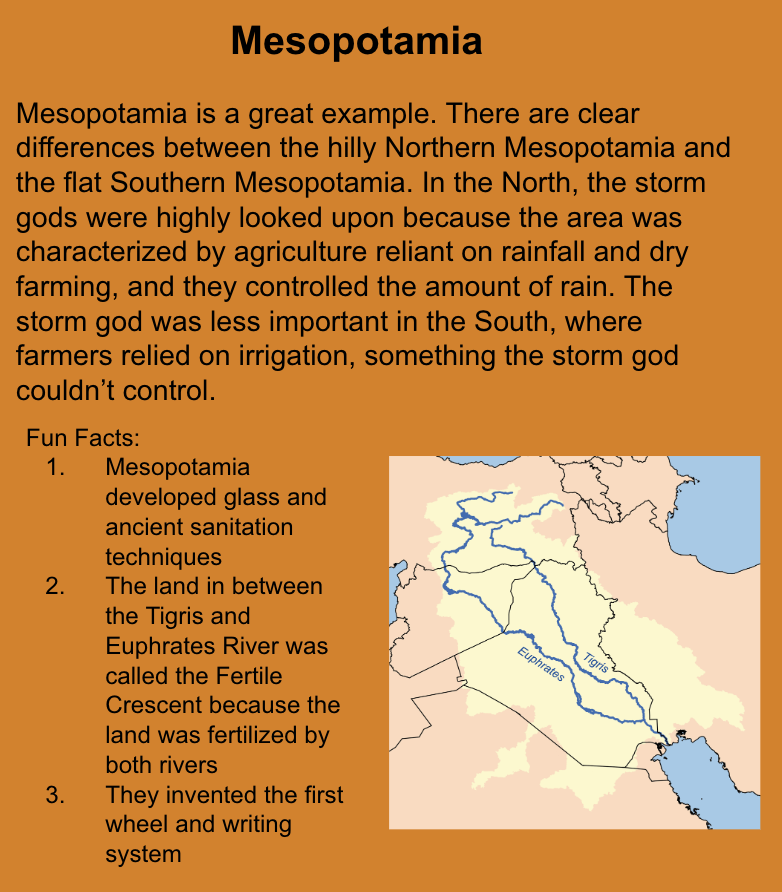 Mesopotamia
Mesopotamia is a great example. There are clear
differences between the hilly Northern Mesopotamia and
the flat Southern Mesopotamia. In the North, the storm
gods were highly looked upon because the area was
characterized by agriculture reliant on rainfall and dry
farming, and they controlled the amount of rain. The
storm god was less important in the South, where
farmers relied on irrigation, something the storm god
couldn’t control.
Fun Facts:
1. Mesopotamia
developed glass and
ancient sanitation
techniques
2. The land in between
the Tigris and
Euphrates River was
called the Fertile
Crescent because the
land was fertilized by
both rivers
3. They invented the first
wheel and writing
system
Euphrates
Tigris